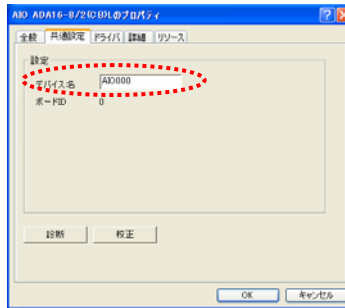 AIO ADA16-8/2(CB)Lのプロパティ
全般 共通設定 ドライバ 詳細 リソース
設定
デバイス名 AIO000
ボードID 0
診断 校正
OK キャンセル